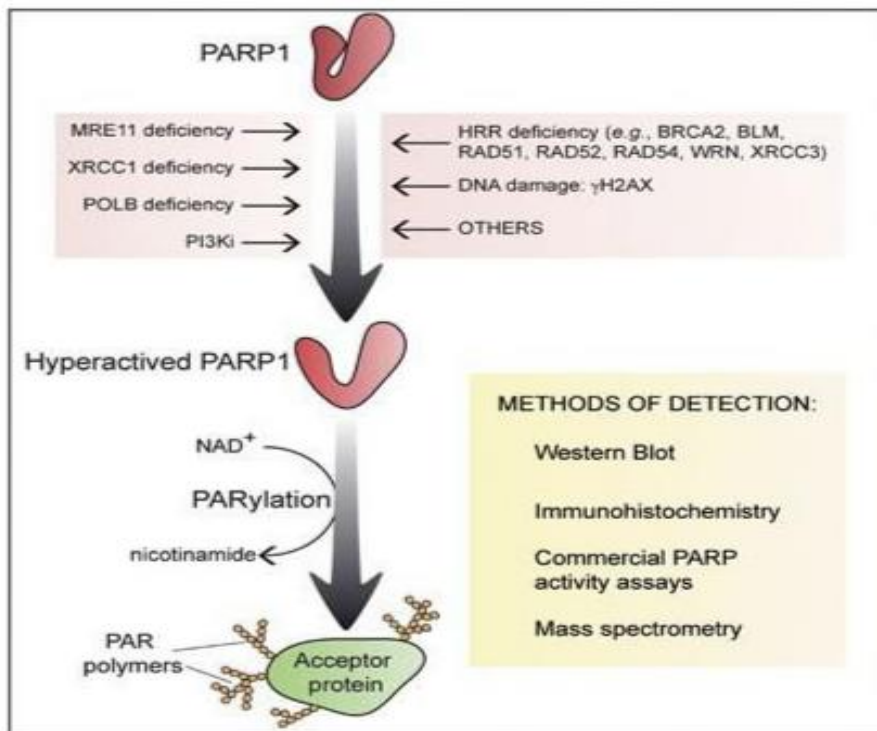 PARP1
MRE11 deficiency
XRCC1 deficiency
POLB deficiency
PI3Ki
HRR deficiency (e.g., BRCA2, BLM,
RAD51, RAD52, RAD54, WRN, XRCC3)
DNA damage: γH2AX
OTHERS
Hyperactived PARP1
NAD+
PARylation
nicotinamide
PAR
polymers
Acceptor
protein
METHODS OF DETECTION:
Western Blot
Immunohistochemistry
Commercial PARP
activity assays
Mass spectrometry